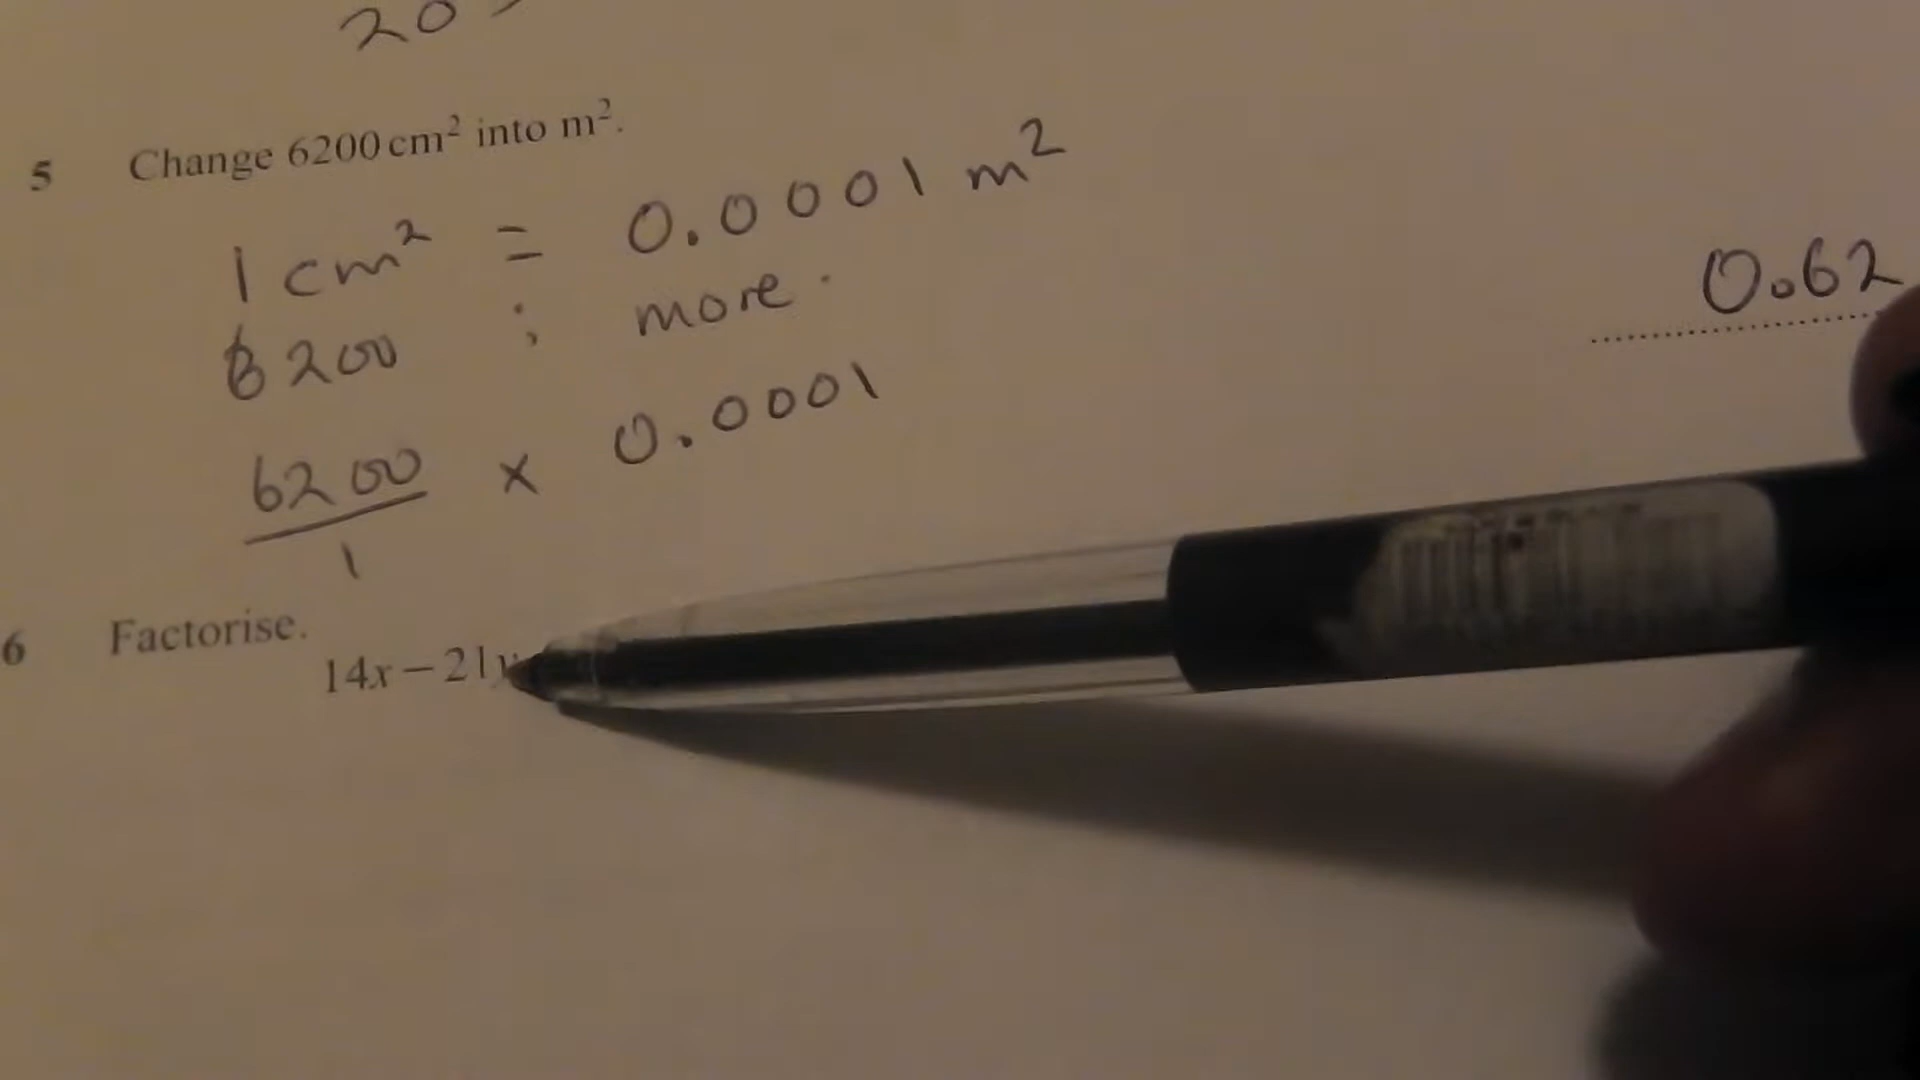 20
5 Change 6200 cm² into m².
1 cm² = 0.0001 m²
6200 : more.
6200/1 × 0.0001
0.62
6 Factorise.
14x – 21y